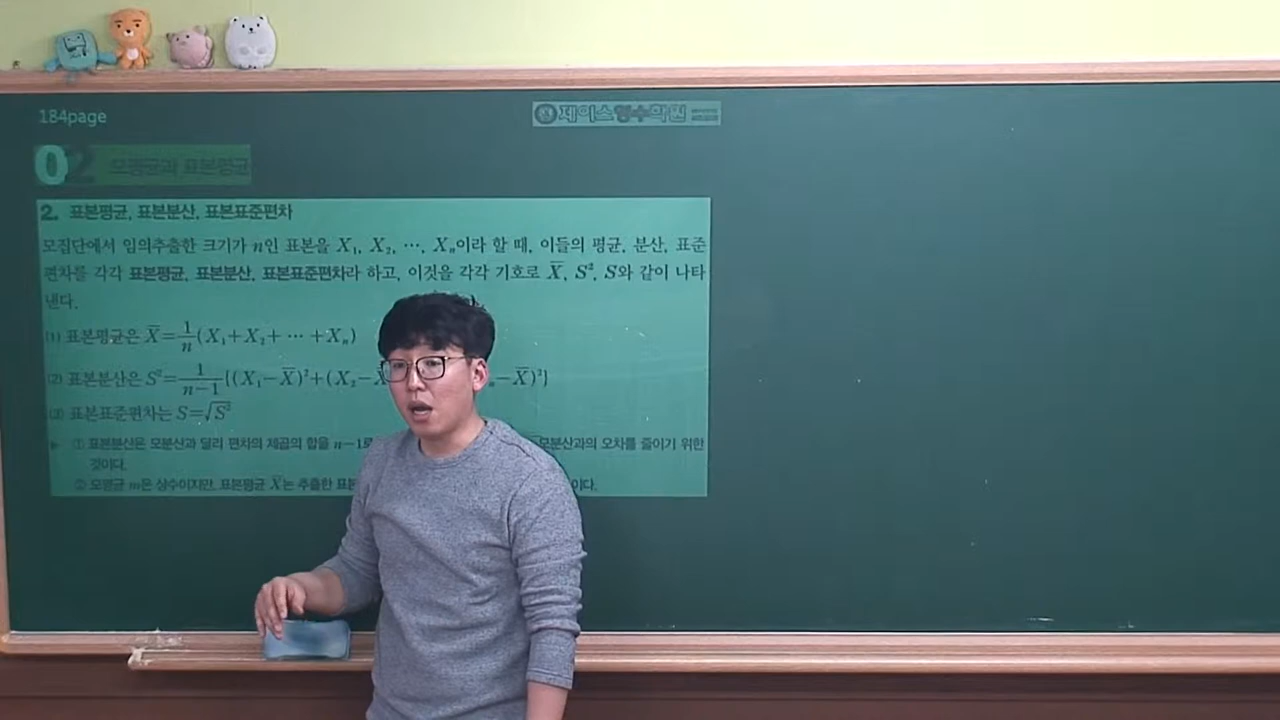 184page
제이스영수학원
02 모평균과 표본평균
2. 표본평균, 표본분산, 표본표준편차
모집단에서 임의추출한 크기가 n인 표본을 X₁, X₂, ···, Xₙ이라 할 때, 이들의 평균, 분산, 표준
편차를 각각 표본평균, 표본분산, 표본표준편차라 하고, 이것을 각각 기호로 X̄, S², S와 같이 나타
낸다.
(1) 표본평균은 X̄=1/n(X₁+X₂+ ··· +Xₙ)
(2) 표본분산은 S²=1/(n−1){(X₁−X̄)²+(X₂−X ₙ−X̄)²}
(3) 표본표준편차는 S=√S²
① 표본분산은 모분산과 달리 편차의 제곱의 합을 n−1로 모분산과의 오차를 줄이기 위한
것이다.
② 모평균 m은 상수이지만, 표본평균 X̄는 추출한 표본 이다.